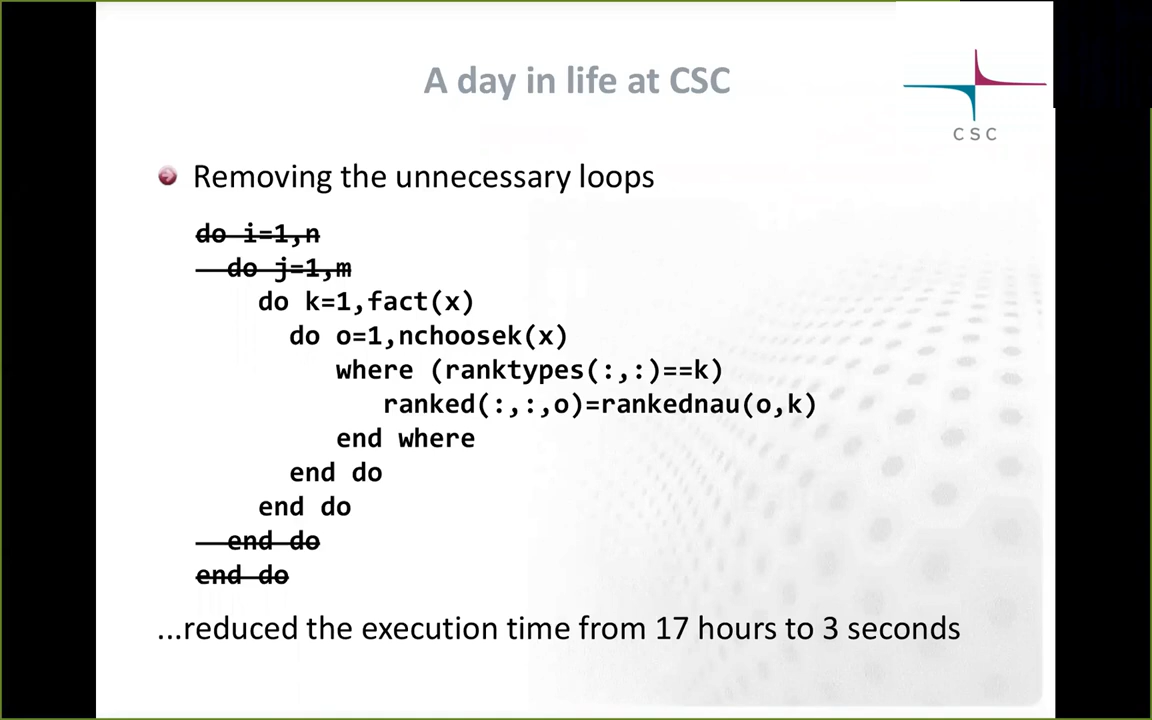 A day in life at CSC
CSC
Removing the unnecessary loops
do i=1,n
do j=1,m
do k=1,fact(x)
do o=1,nchoosek(x)
where (ranktypes(:,:)==k)
ranked(:,:,o)=rankednau(o,k)
end where
end do
end do
end do
end do
...reduced the execution time from 17 hours to 3 seconds